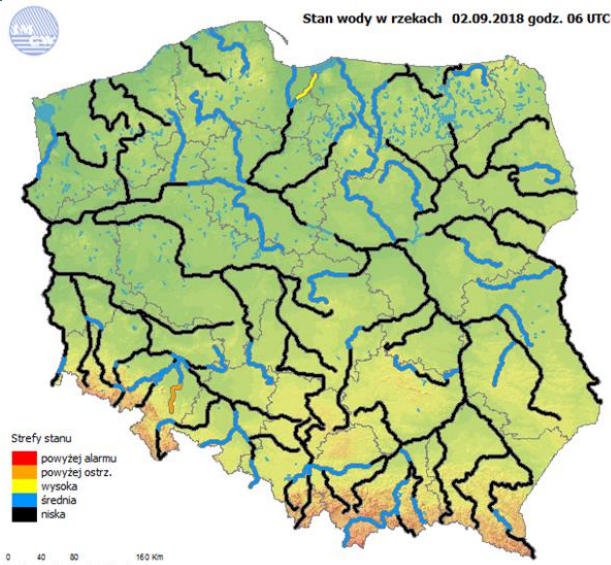 Stan wody w rzekach 02.09.2018 godz. 06 UTC
Strefy stanu
powyżej alarmu
powyżej ostrz.
wysoka
średnia
niska
0 40 80 160 Km